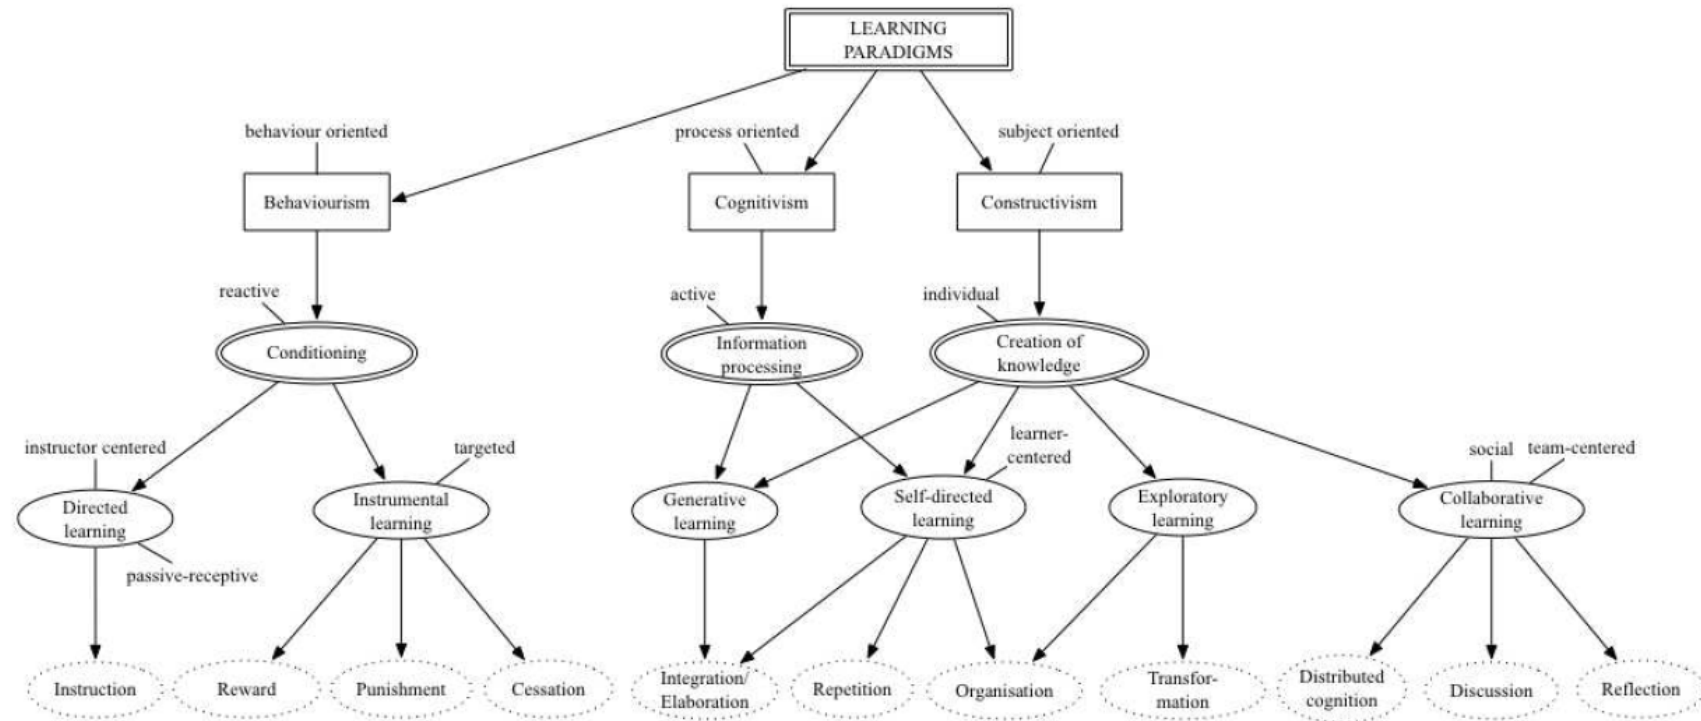 LEARNING
PARADIGMS
behaviour oriented
process oriented
subject oriented
Behaviourism
Cognitivism
Constructivism
reactive
active
individual
Conditioning
Information
processing
Creation of
knowledge
instructor centered
targeted
learner-
centered
social
team-centered
Directed
learning
passive-receptive
Instrumental
learning
Generative
learning
Self-directed
learning
Exploratory
learning
Collaborative
learning
Instruction
Reward
Punishment
Cessation
Integration/
Elaboration
Repetition
Organisation
Transfor-
mation
Distributed
cognition
Discussion
Reflection